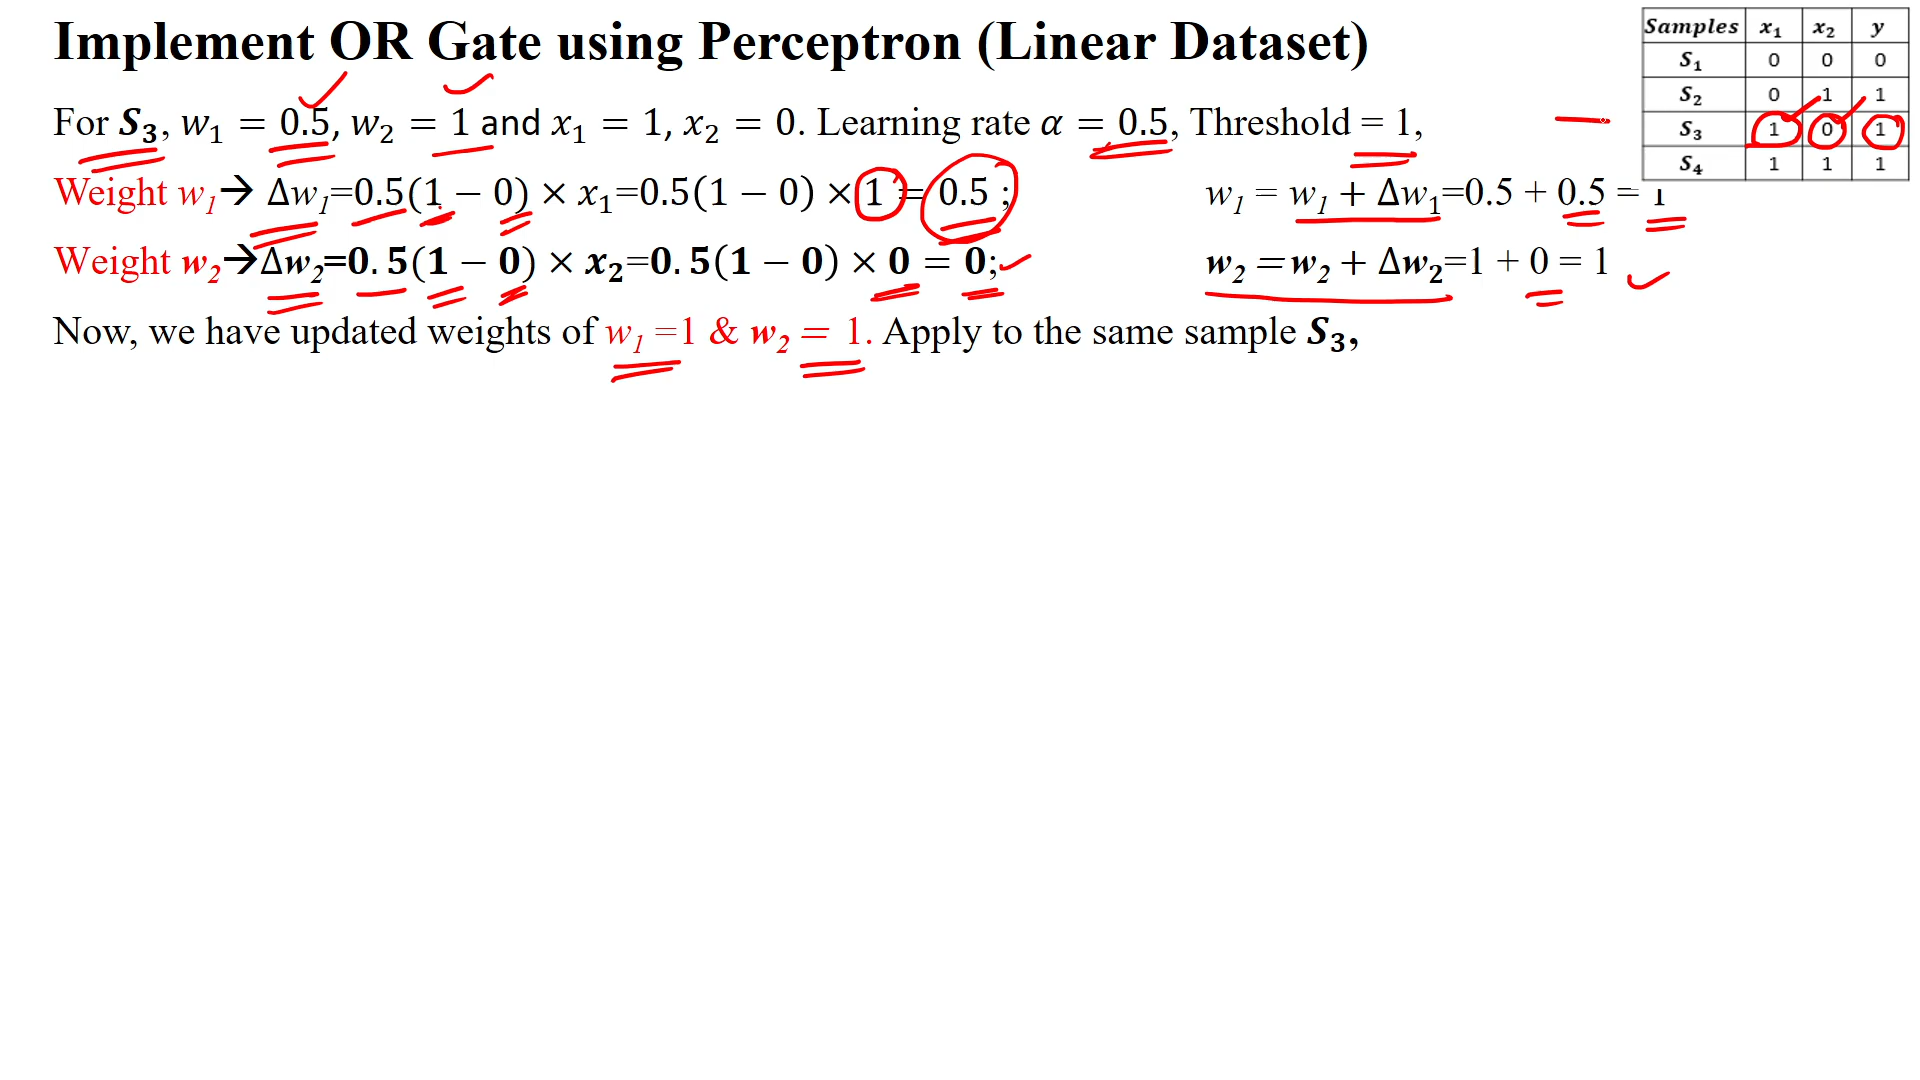 Implement OR Gate using Perceptron (Linear Dataset)
For S₃, w₁ = 0.5, w₂ = 1 and x₁ = 1, x₂ = 0. Learning rate α = 0.5, Threshold = 1,
Weight w₁→ Δw₁=0.5(1 − 0) × x₁=0.5(1 − 0) × 1 = 0.5 ; w₁ = w₁ + Δw₁=0.5 + 0.5 = 1
Weight w₂→Δw₂=0.5(1 − 0) × x₂=0.5(1 − 0) × 0 = 0; w₂ =w₂ + Δw₂=1 + 0 = 1
Now, we have updated weights of w₁ =1 & w₂ = 1. Apply to the same sample S₃,
Samples x₁ x₂ y
S₁ 0 0 0
S₂ 0 1 1
S₃ 1 0 1
S₄ 1 1 1